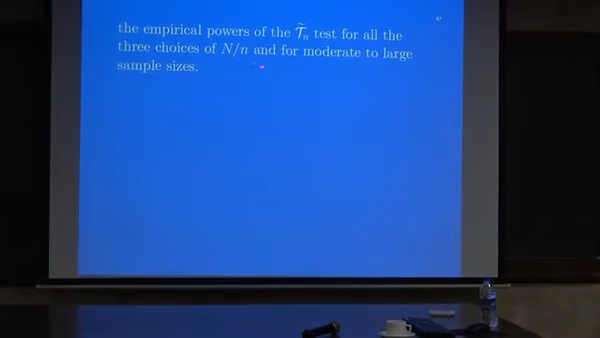 the empirical powers of the $\widetilde{\mathcal{T}}_n$ test for all the
three choices of N/n and for moderate to large
sample sizes.